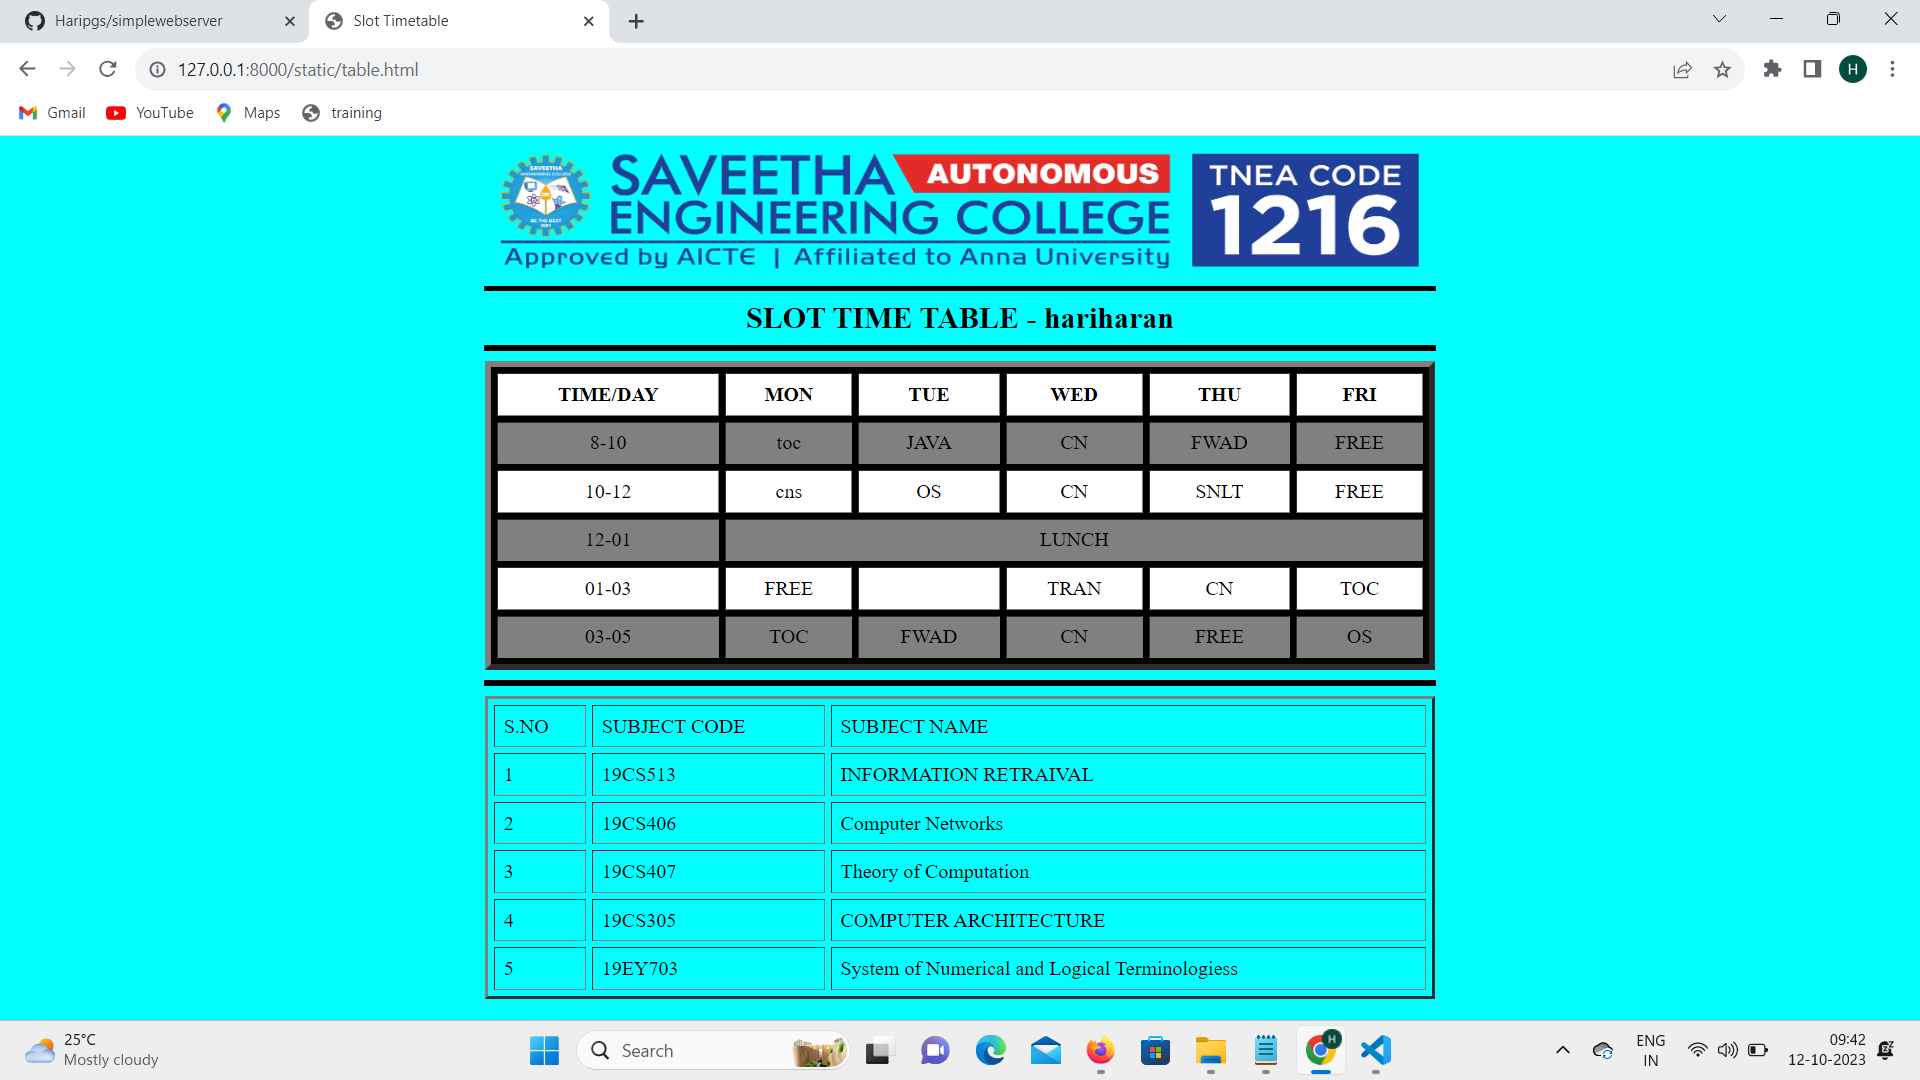 Haripgs/simplewebserver
Slot Timetable
127.0.0.1:8000/static/table.html
H
Gmail YouTube Maps training
SAVEETHA
ENGINEERING COLLEGE
BE THE BEST
2001
SAVEETHA AUTONOMOUS
ENGINEERING COLLEGE
Approved by AICTE | Affiliated to Anna University
TNEA CODE
1216
SLOT TIME TABLE - hariharan
TIME/DAY MON TUE WED THU FRI
8-10 toc JAVA CN FWAD FREE
10-12 cns OS CN SNLT FREE
12-01 LUNCH
01-03 FREE TRAN CN TOC
03-05 TOC FWAD CN FREE OS
S.NO SUBJECT CODE SUBJECT NAME
1 19CS513 INFORMATION RETRAIVAL
2 19CS406 Computer Networks
3 19CS407 Theory of Computation
4 19CS305 COMPUTER ARCHITECTURE
5 19EY703 System of Numerical and Logical Terminologiess
25°C
Mostly cloudy
Search
H
ENG
IN
09:42
12-10-2023